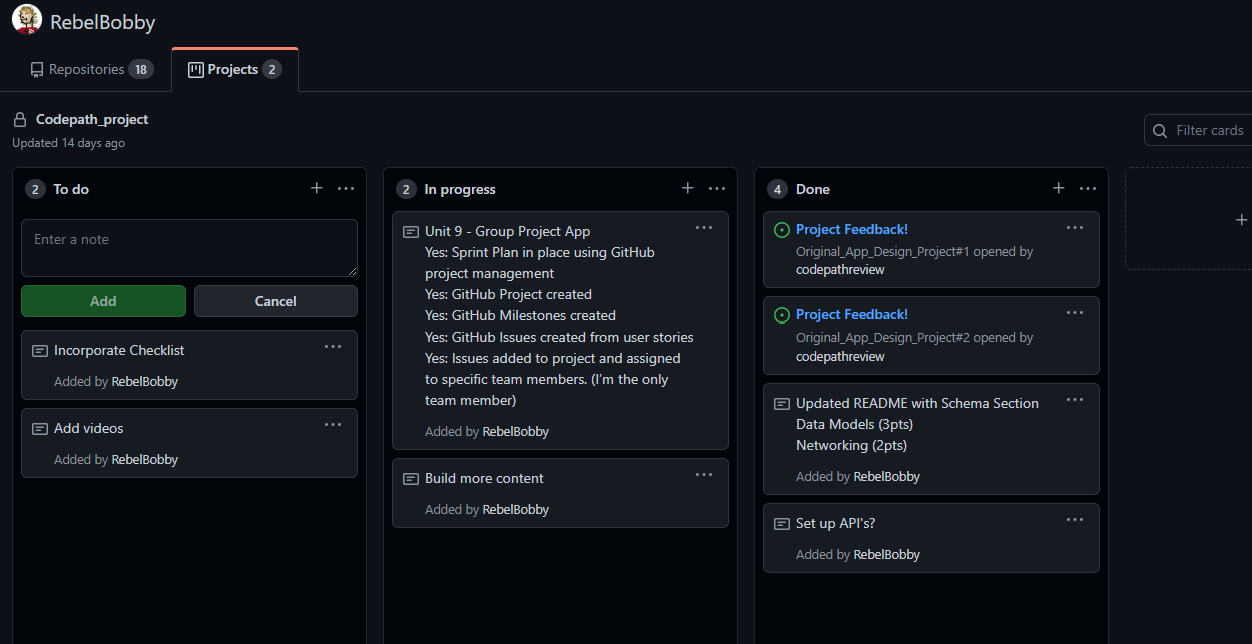 RebelBobby
Repositories 18
Projects 2
Codepath_project
Updated 14 days ago
Filter cards
2 To do
Enter a note
Add
Cancel
Incorporate Checklist
Added by RebelBobby
Add videos
Added by RebelBobby
2 In progress
Unit 9 - Group Project App
Yes: Sprint Plan in place using GitHub
project management
Yes: GitHub Project created
Yes: GitHub Milestones created
Yes: GitHub Issues created from user stories
Yes: Issues added to project and assigned
to specific team members. (I'm the only
team member)
Added by RebelBobby
Build more content
Added by RebelBobby
4 Done
Project Feedback!
Original_App_Design_Project#1 opened by
codepathreview
Project Feedback!
Original_App_Design_Project#2 opened by
codepathreview
Updated README with Schema Section
Data Models (3pts)
Networking (2pts)
Added by RebelBobby
Set up API's?
Added by RebelBobby